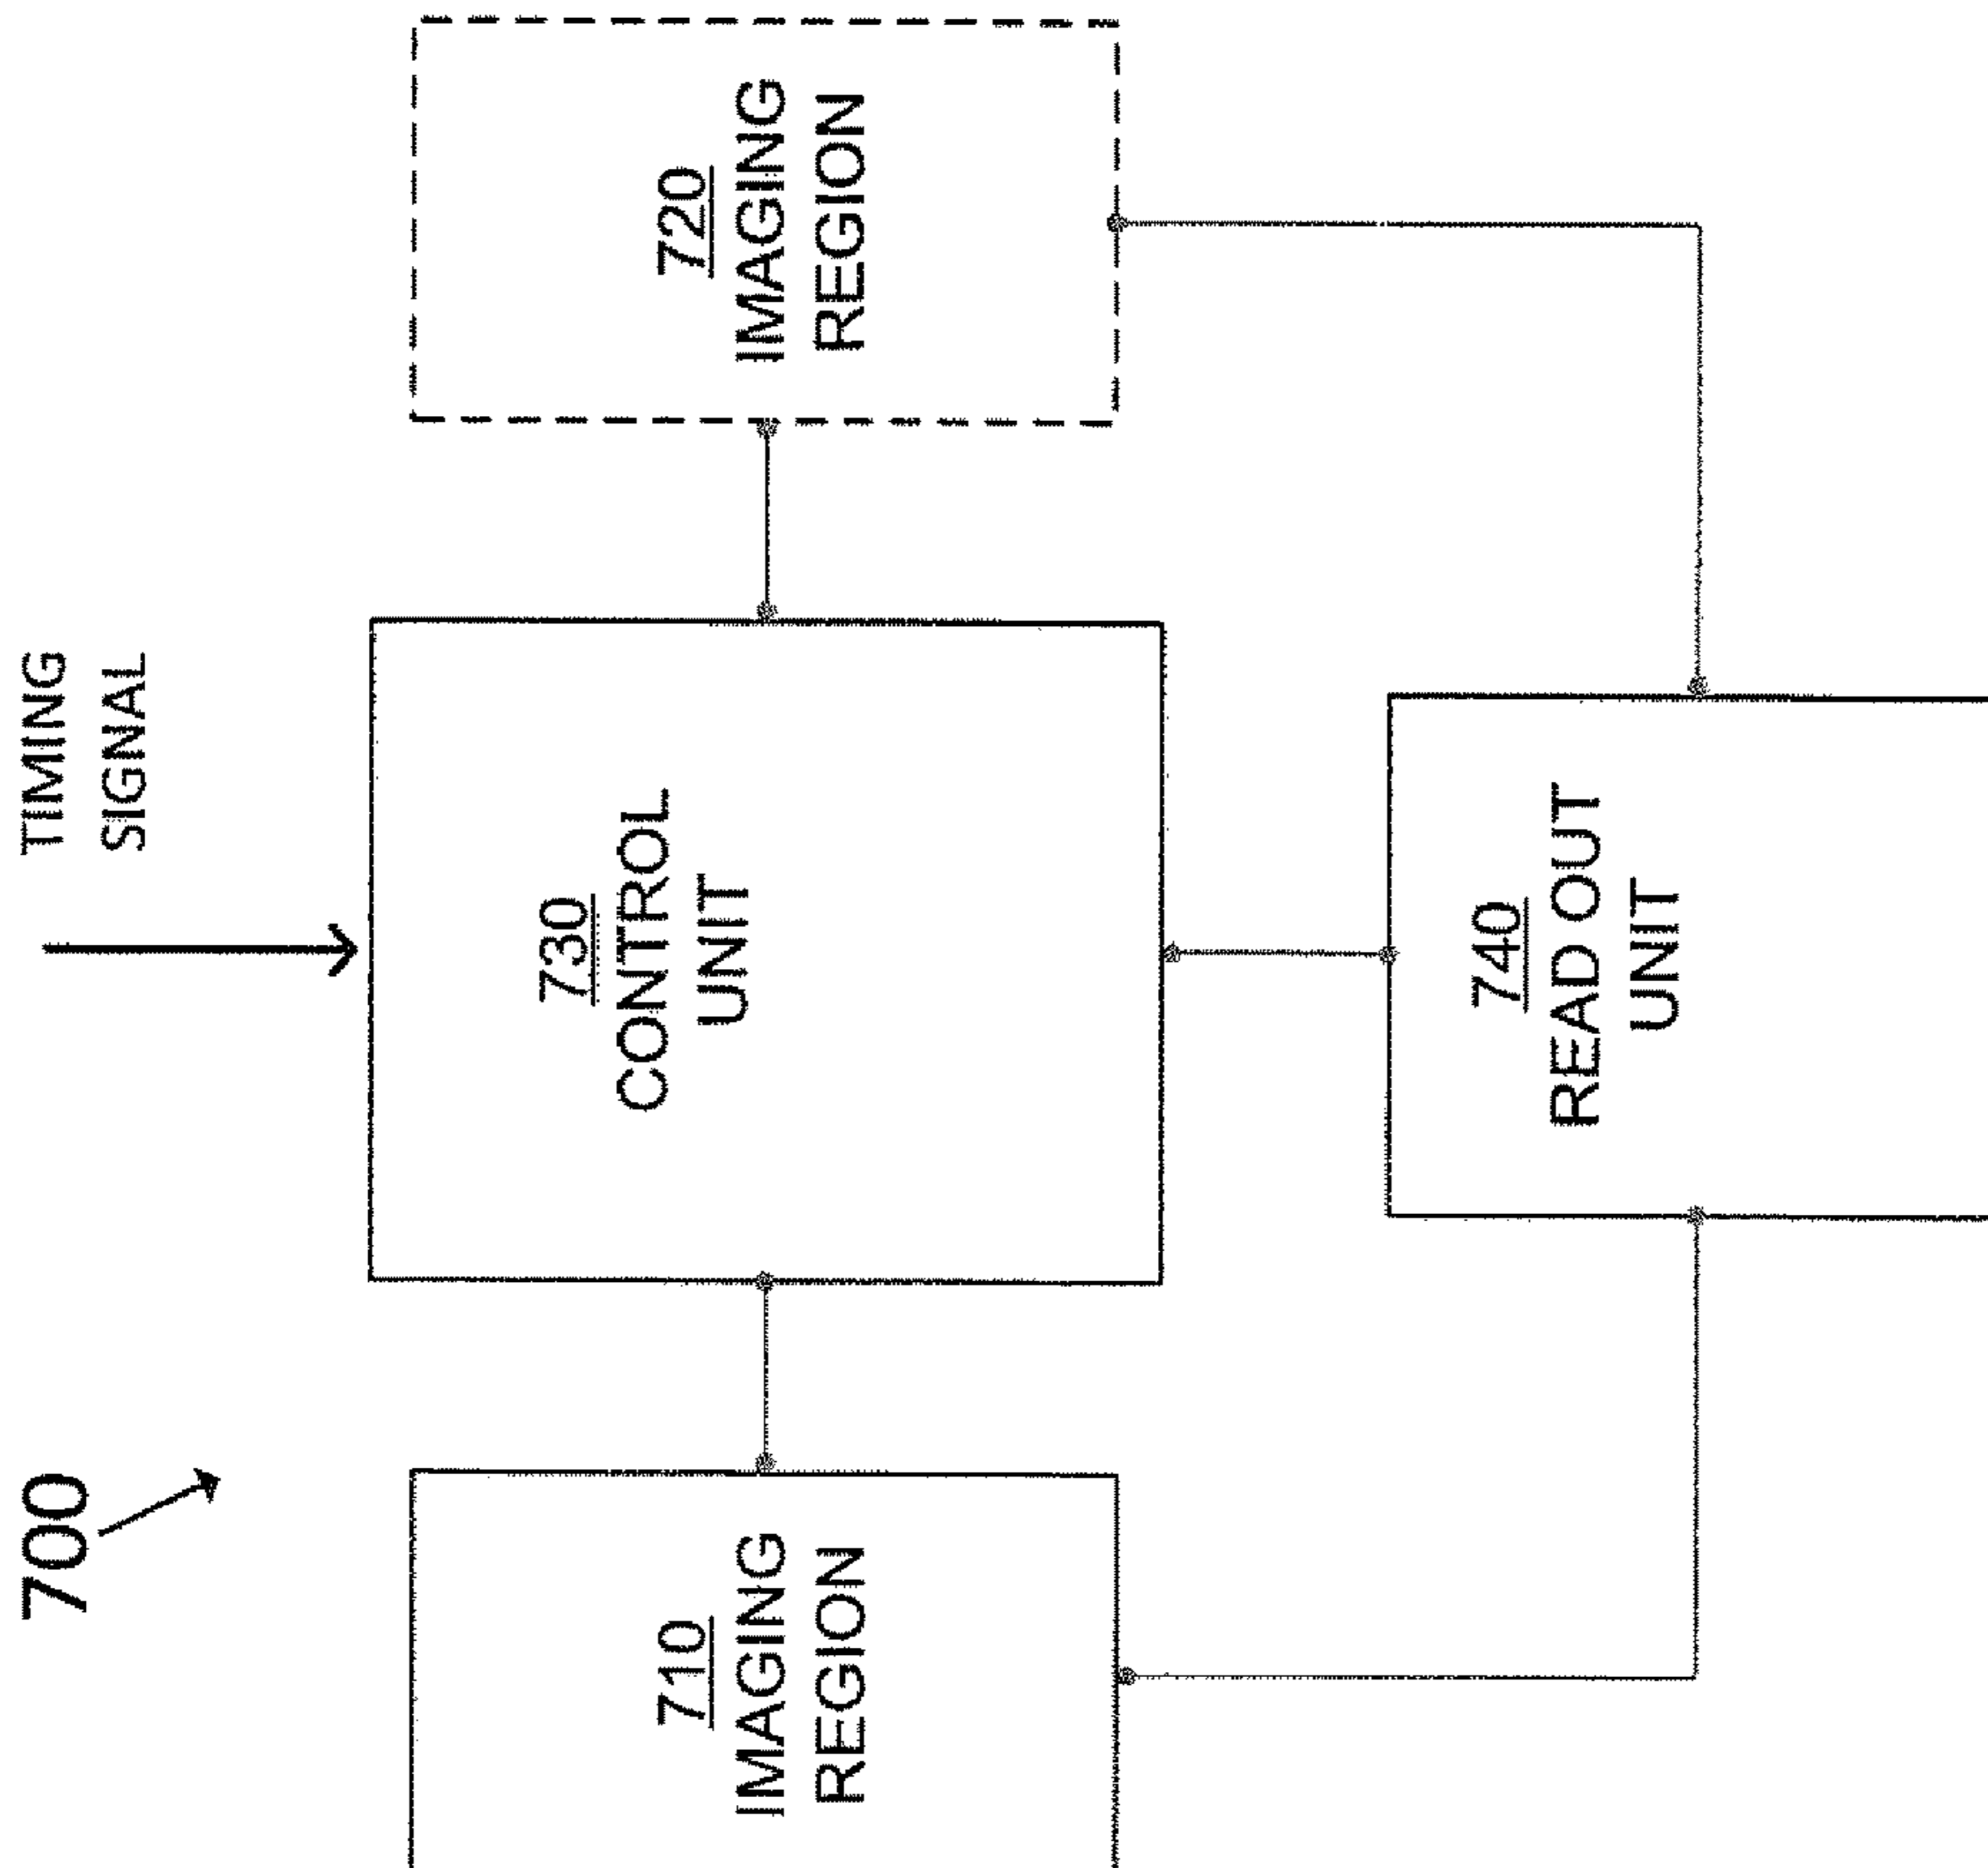 700
TIMING
SIGNAL
710
IMAGING
REGION
730
CONTROL
UNIT
720
IMAGING
REGION
740
READ OUT
UNIT